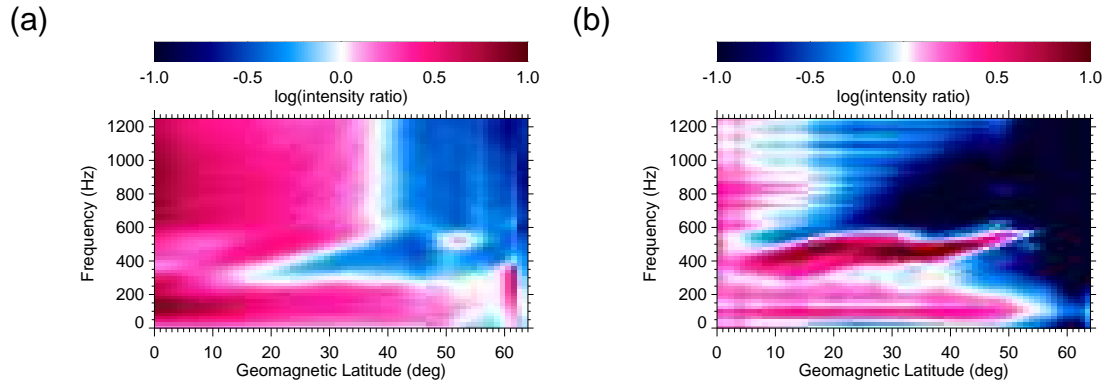 (a)
-1.0 -0.5 0.0 0.5 1.0
log(intensity ratio)
Frequency (Hz)
1200
1000
800
600
400
200
0
0 10 20 30 40 50 60
Geomagnetic Latitude (deg)
(b)
-1.0 -0.5 0.0 0.5 1.0
log(intensity ratio)
Frequency (Hz)
1200
1000
800
600
400
200
0
0 10 20 30 40 50 60
Geomagnetic Latitude (deg)